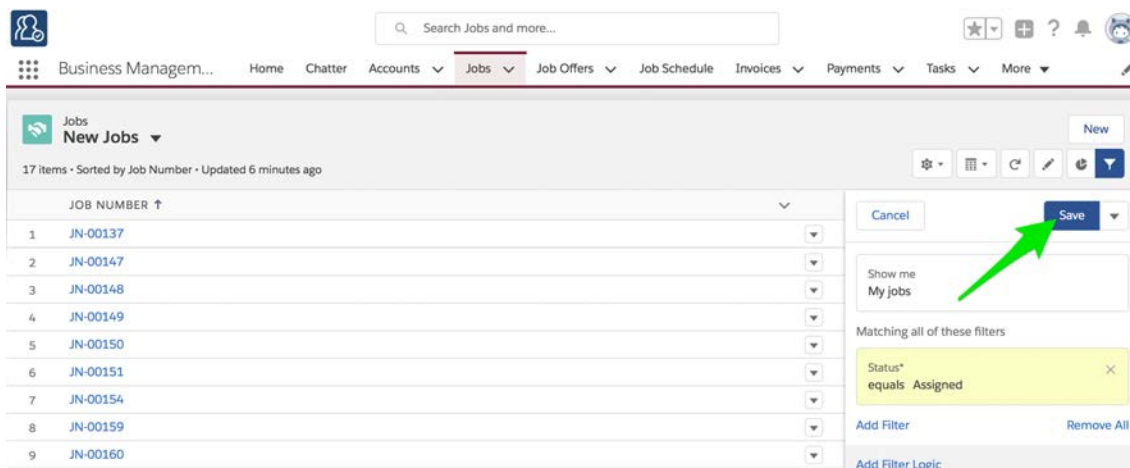 Search Jobs and more...
Business Managem... Home Chatter Accounts Jobs Job Offers Job Schedule Invoices Payments Tasks More
Jobs
New Jobs
New
17 items • Sorted by Job Number • Updated 6 minutes ago
JOB NUMBER ↑
Cancel Save
1 JN-00137
2 JN-00147
3 JN-00148
4 JN-00149
5 JN-00150
6 JN-00151
7 JN-00154
8 JN-00159
9 JN-00160
Show me
My jobs
Matching all of these filters
Status*
equals Assigned
Add Filter Remove All
Add Filter Logic